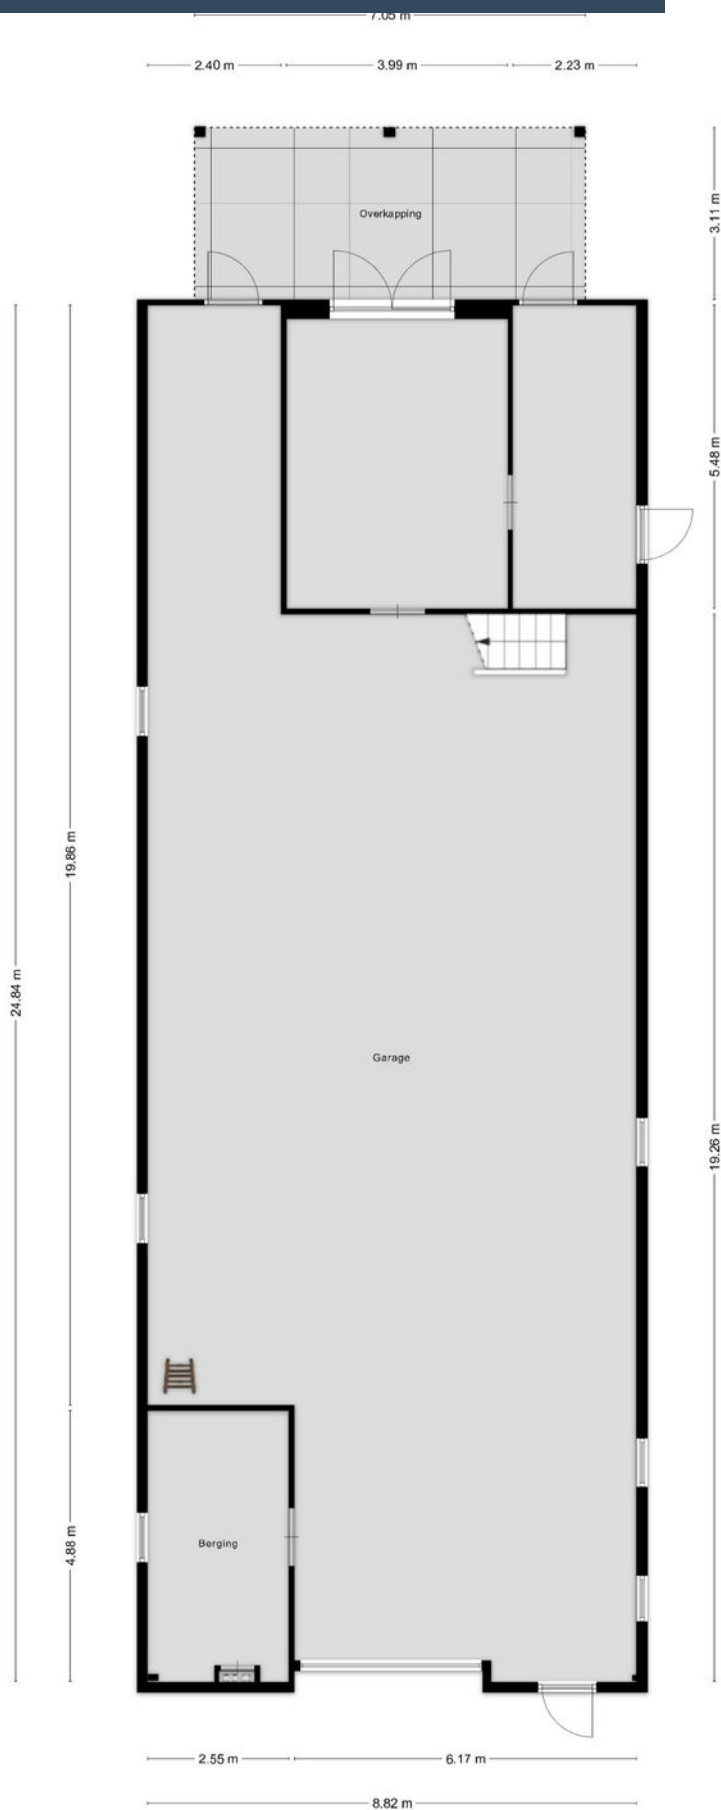 7.05 m
2.40 m
3.99 m
2.23 m
3.11 m
Overkapping
5.48 m
19.86 m
24.84 m
Garage
19.26 m
4.88 m
Berging
2.55 m
6.17 m
8.82 m